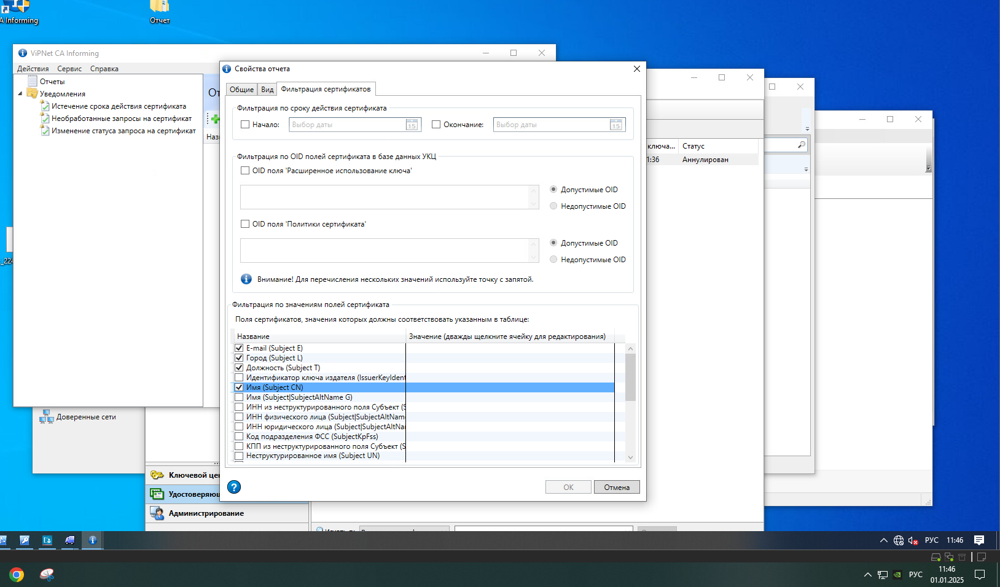 A Informing
Отчет
ViPNet CA Informing
Действия Сервис Справка
Отчеты
Уведомления
Истечение срока действия сертификата
Необработанные запросы на сертификат
Изменение статуса запроса на сертификат
От
Наз
Свойства отчета
Общие Вид Фильтрация сертификатов
Фильтрация по сроку действия сертификата
Начало: Выбор даты 15 Окончание: Выбор даты 15
Фильтрация по OID полей сертификата в базе данных УКЦ
OID поля 'Расширенное использование ключа'
Допустимые OID
Недопустимые OID
OID поля 'Политики сертификата'
Допустимые OID
Недопустимые OID
Внимание! Для перечисления нескольких значений используйте точку с запятой.
Фильтрация по значениям полей сертификата
Поля сертификатов, значения которых должны соответствовать указанным в таблице:
Название Значение (дважды щелкните ячейку для редактирования)
E-mail (Subject E)
Город (Subject L)
Должность (Subject T)
Идентификатор ключа издателя (IssuerKeyIdent
Имя (Subject CN)
Имя (Subject|SubjectAltName G)
ИНН из неструктурированного поля Субъект (S
ИНН физического лица (Subject|SubjectAltName
ИНН юридического лица (Subject|SubjectAltNa
Код подразделения ФСС (SubjectKpFss)
КПП из неструктурированного поля Субъект (S
Неструктурированное имя (Subject UN)
OK Отмена
ключа... Статус
1:36 Аннулирован
_224
Доверенные сети
Ключевой це
Удостоверяющ
Администрирование
РУС 11:46
РУС 11:46
01.01.2025